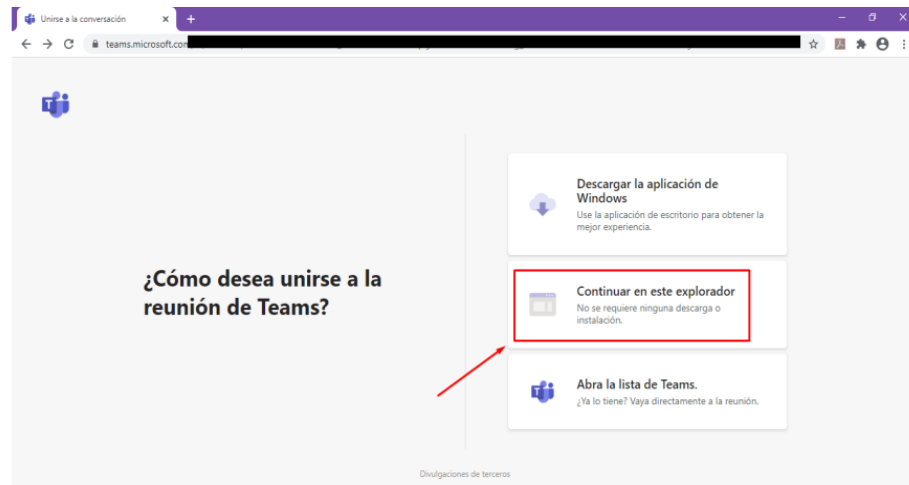 Unirse a la conversación
teams.microsoft.com
¿Cómo desea unirse a la
reunión de Teams?
Descargar la aplicación de
Windows
Use la aplicación de escritorio para obtener la
mejor experiencia.
Continuar en este explorador
No se requiere ninguna descarga o
instalación.
Abra la lista de Teams.
¿Ya lo tiene? Vaya directamente a la reunión.
Divulgaciones de terceros